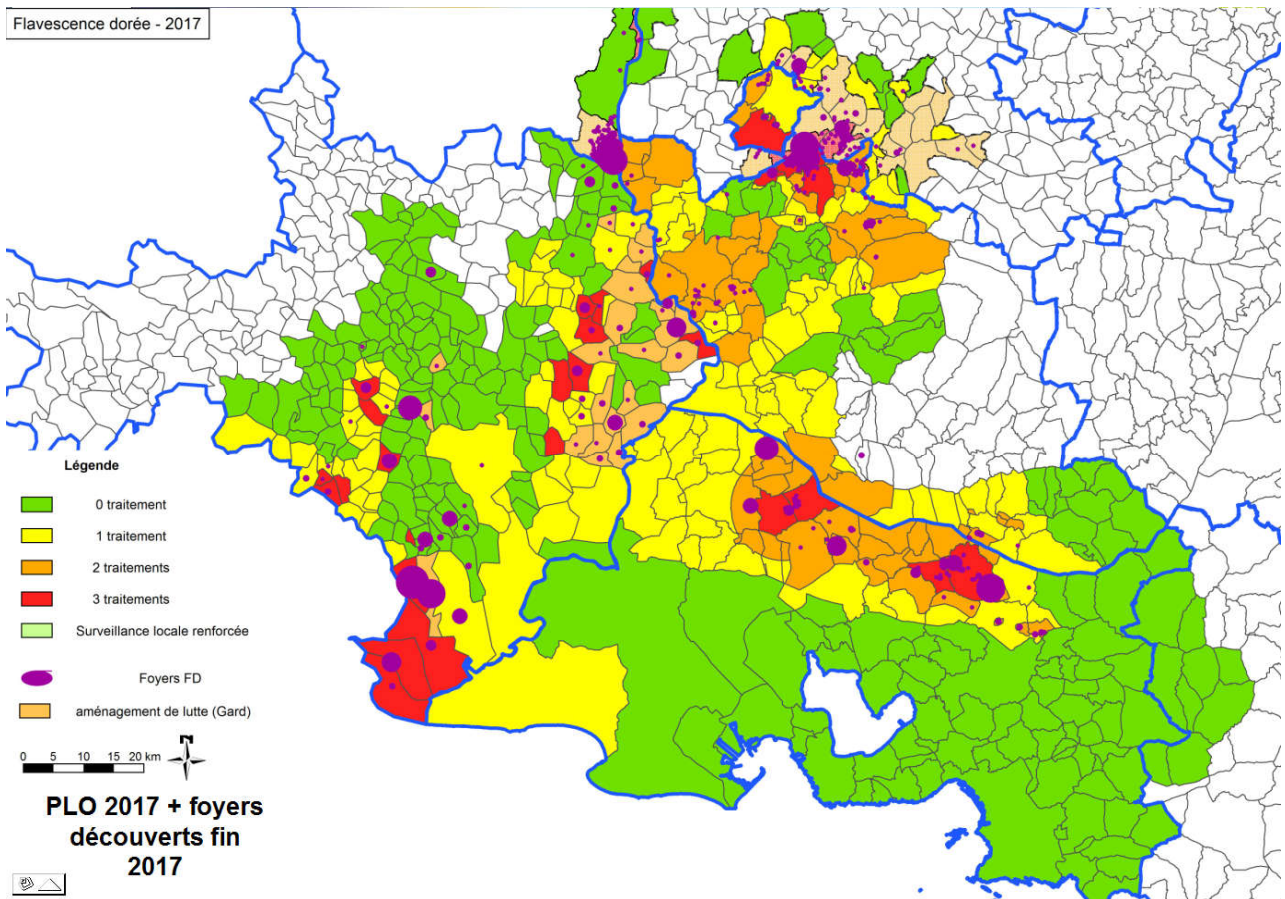 Flavescence dorée - 2017
Légende
0 traitement
1 traitement
2 traitements
3 traitements
Surveillance locale renforcée
Foyers FD
aménagement de lutte (Gard)
N
0 5 10 15 20 km
PLO 2017 + foyers
découverts fin
2017